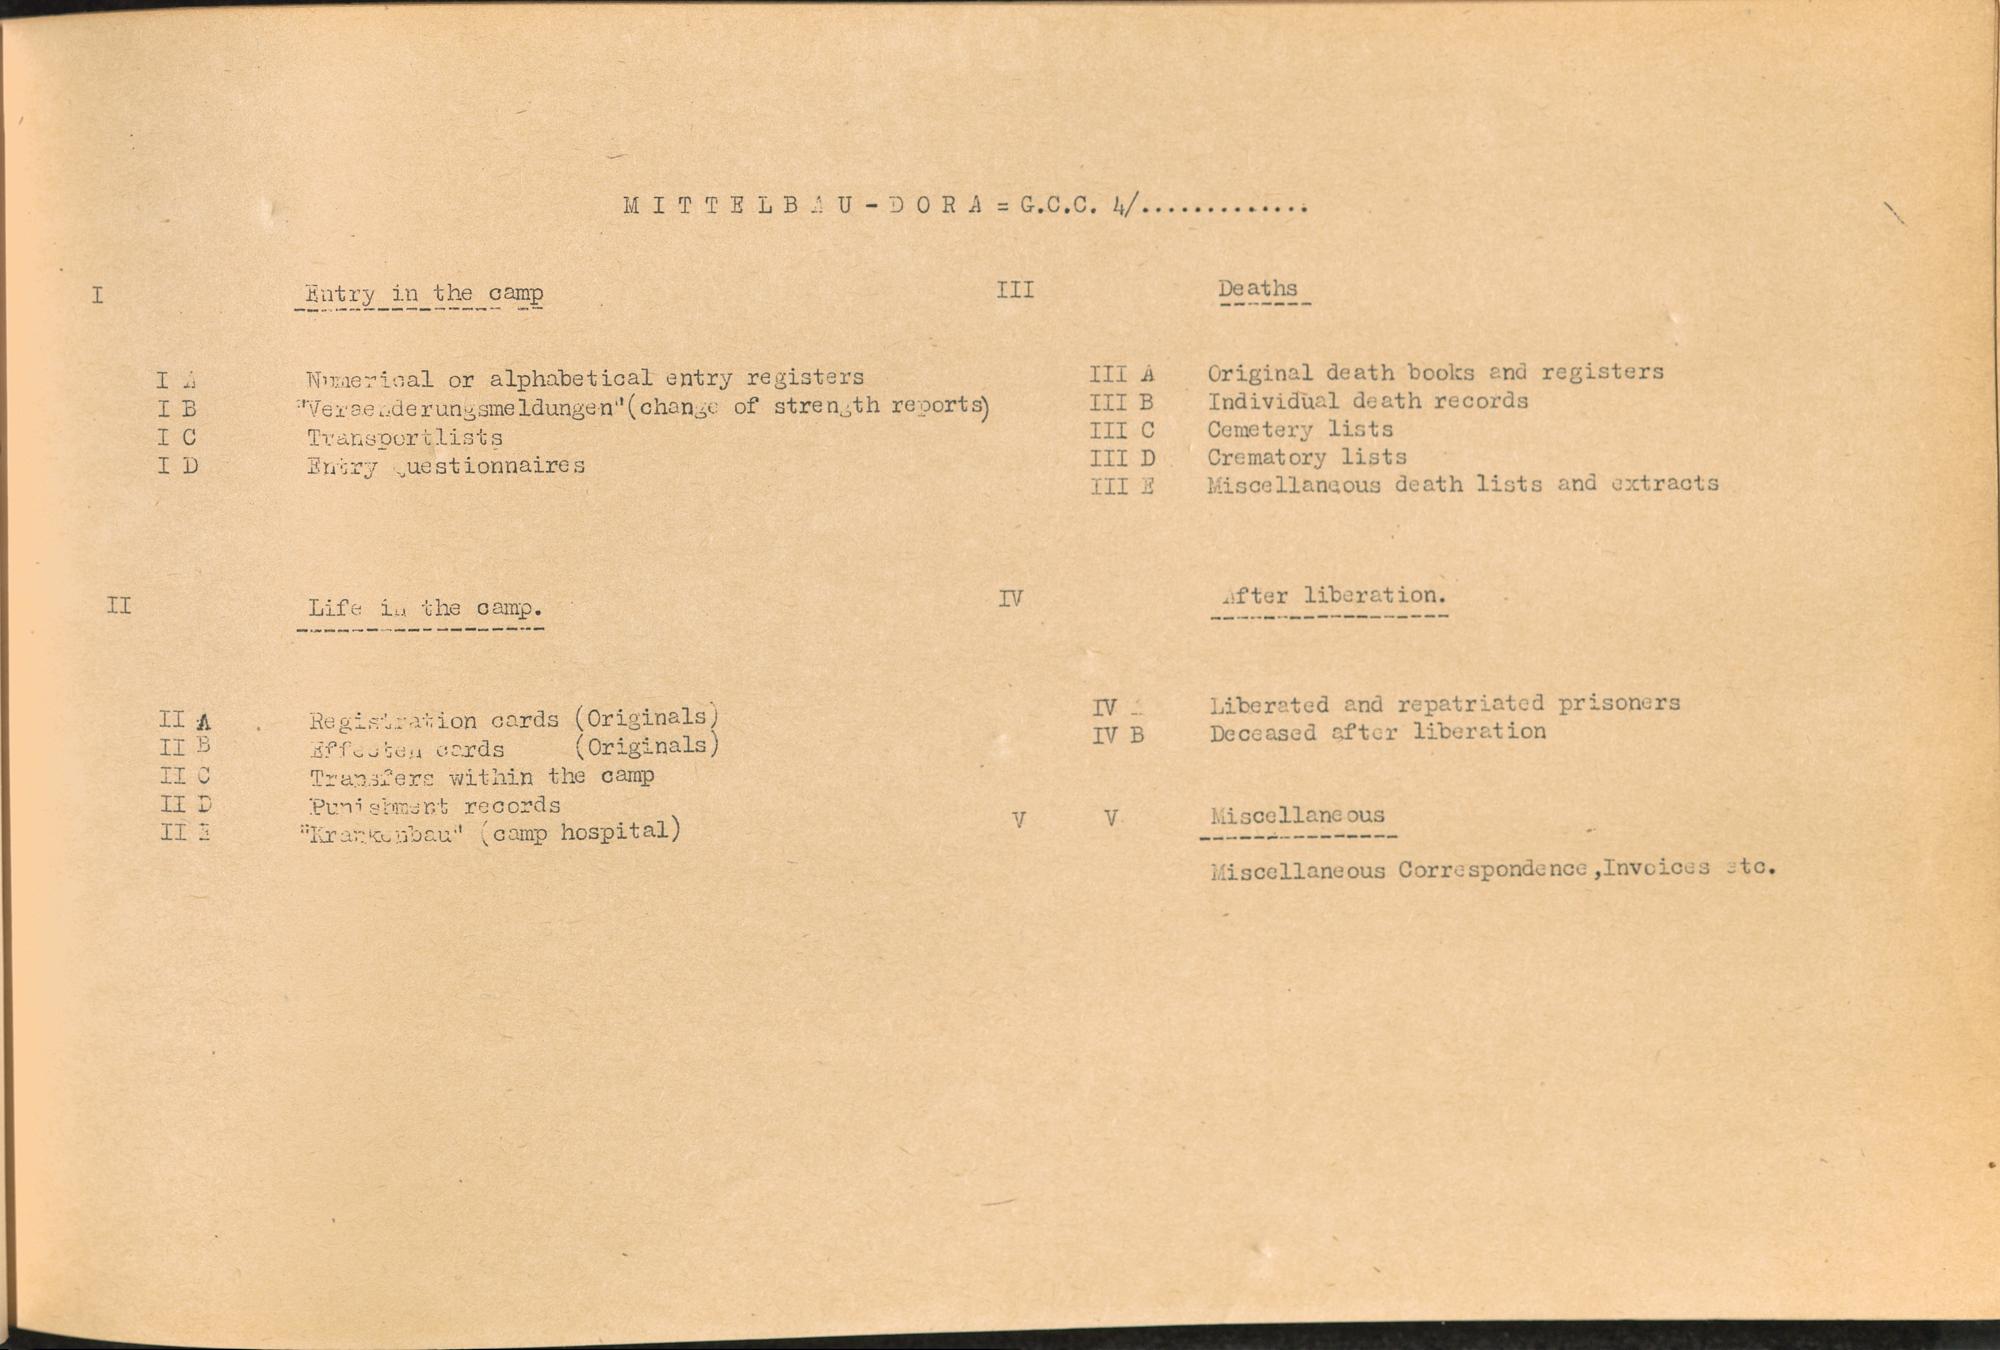 MITTELBAU-DORA=G.C.C. 4/.............
I Entry in the camp
I A Numerical or alphabetical entry registers
I B "Veraenderungsmeldungen"(change of strength reports)
I C Transportlists
I D Entry questionnaires
II Life in the camp.
II A Registration cards (Originals)
II B Effecten cards (Originals)
II C Transfers within the camp
II D Punishment records
II E "Krankenbau" (camp hospital)
III Deaths
III A Original death books and registers
III B Individual death records
III C Cemetery lists
III D Crematory lists
III E Miscellaneous death lists and extracts
IV After liberation.
IV A Liberated and repatriated prisoners
IV B Deceased after liberation
V V Miscellaneous
Miscellaneous Correspondence,Invoices etc.